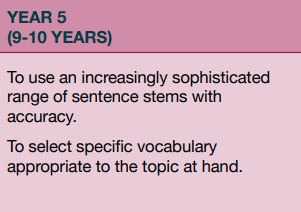 YEAR 5
(9-10 YEARS)
To use an increasingly sophisticated
range of sentence stems with
accuracy.
To select specific vocabulary
appropriate to the topic at hand.